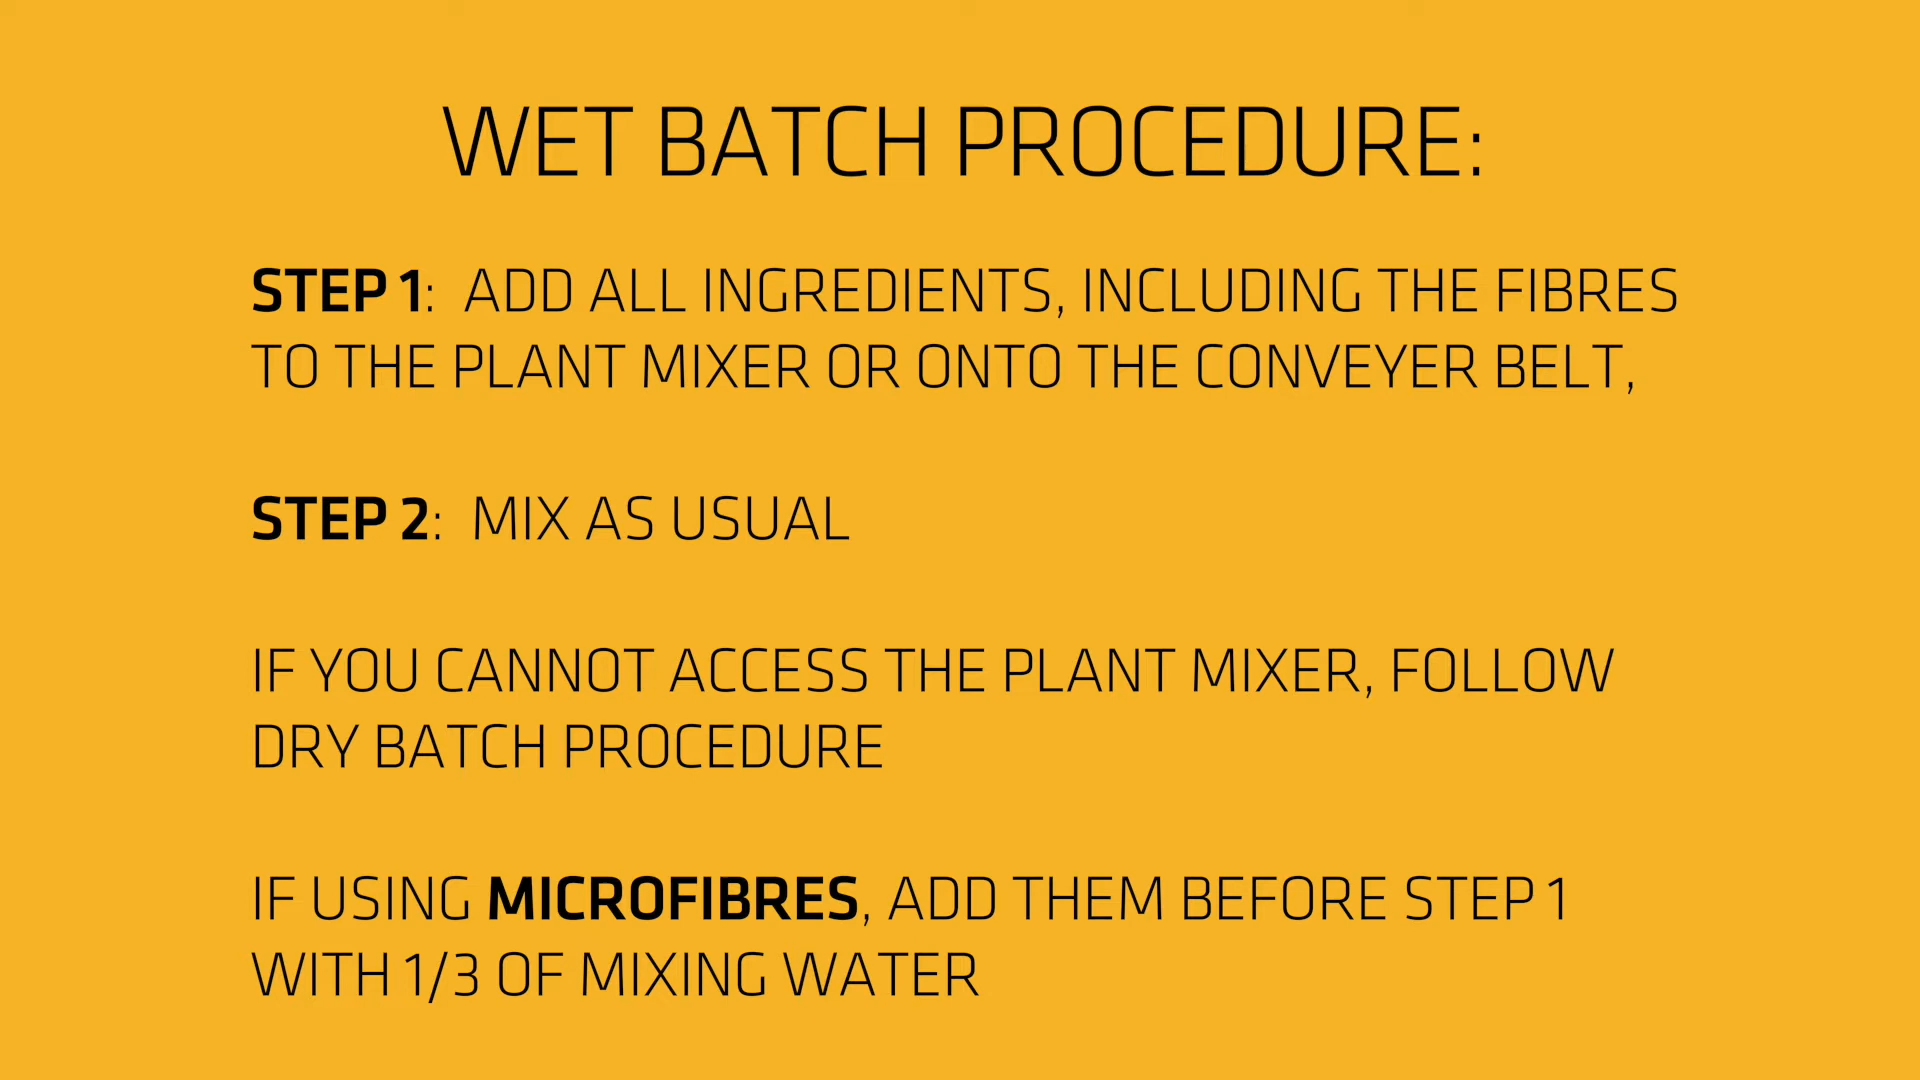 WET BATCH PROCEDURE:
STEP 1: ADD ALL INGREDIENTS, INCLUDING THE FIBRES
TO THE PLANT MIXER OR ONTO THE CONVEYER BELT,
STEP 2: MIX AS USUAL
IF YOU CANNOT ACCESS THE PLANT MIXER, FOLLOW
DRY BATCH PROCEDURE
IF USING MICROFIBRES, ADD THEM BEFORE STEP 1
WITH 1/3 OF MIXING WATER